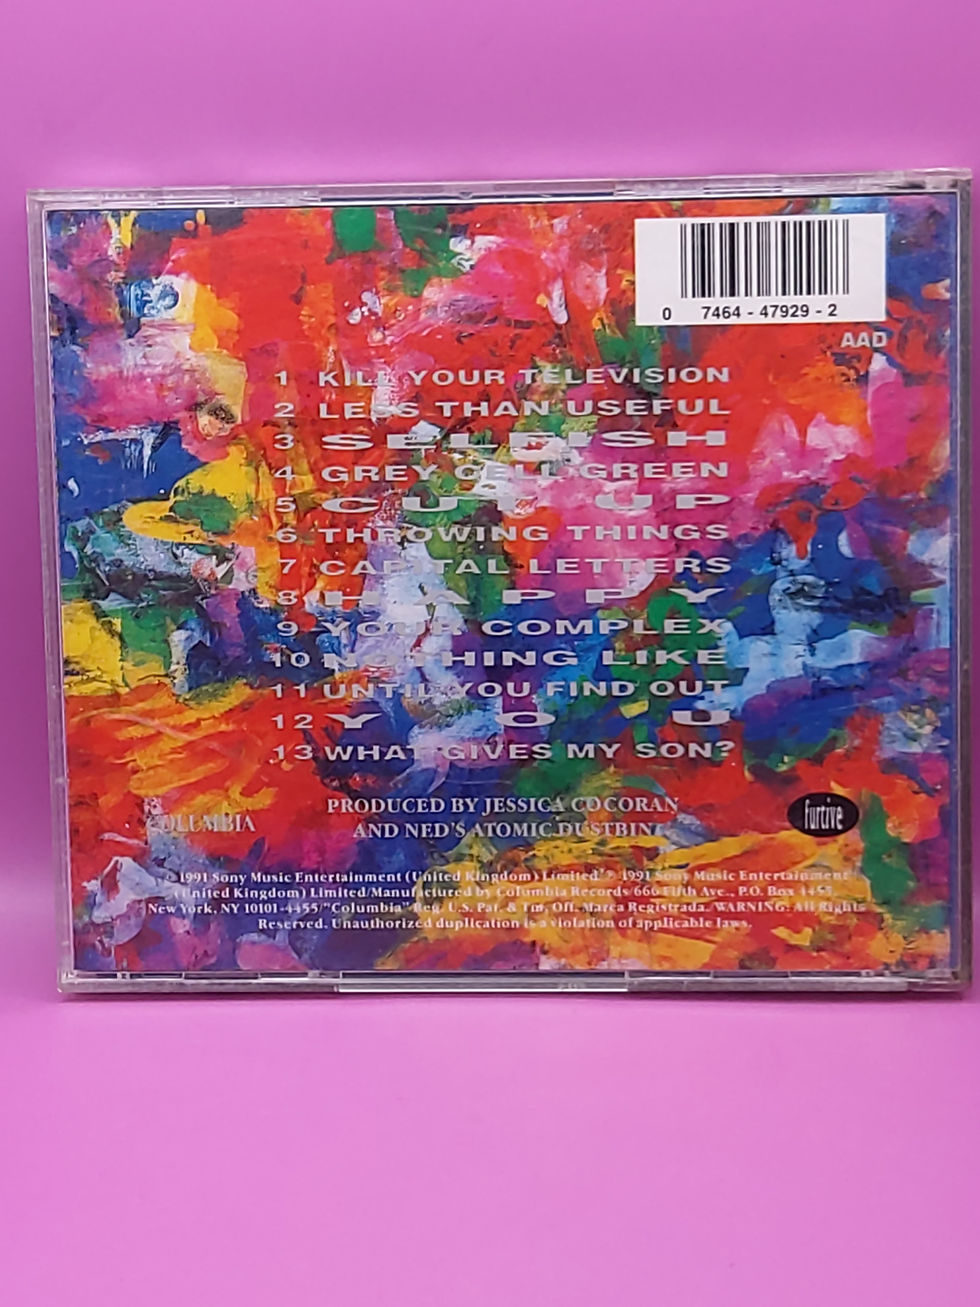 0 7464 - 47929 - 2
AAD
1 KILL YOUR TELEVISION
2 LESS THAN USEFUL
3 SELFISH
4 GREY CELL GREEN
5 CUT UP
6 THROWING THINGS
7 CAPITAL LETTERS
8 HAPPY
9 YOUR COMPLEX
10 NOTHING LIKE
11 UNTIL YOU FIND OUT
12 YOU
13 WHAT GIVES MY SON?
PRODUCED BY JESSICA COCORAN
AND NED'S ATOMIC DUSTBIN
COLUMBIA
furtive
© 1991 Sony Music Entertainment (United Kingdom) Limited/ ℗ 1991 Sony Music Entertainment
(United Kingdom) Limited/Manufactured by Columbia Records/666 Fifth Ave., P.O. Box 4455,
New York, NY 10101-4455/"Columbia" Reg. U.S. Pat. & Tm. Off. Marca Registrada. WARNING: All Rights
Reserved. Unauthorized duplication is a violation of applicable laws.